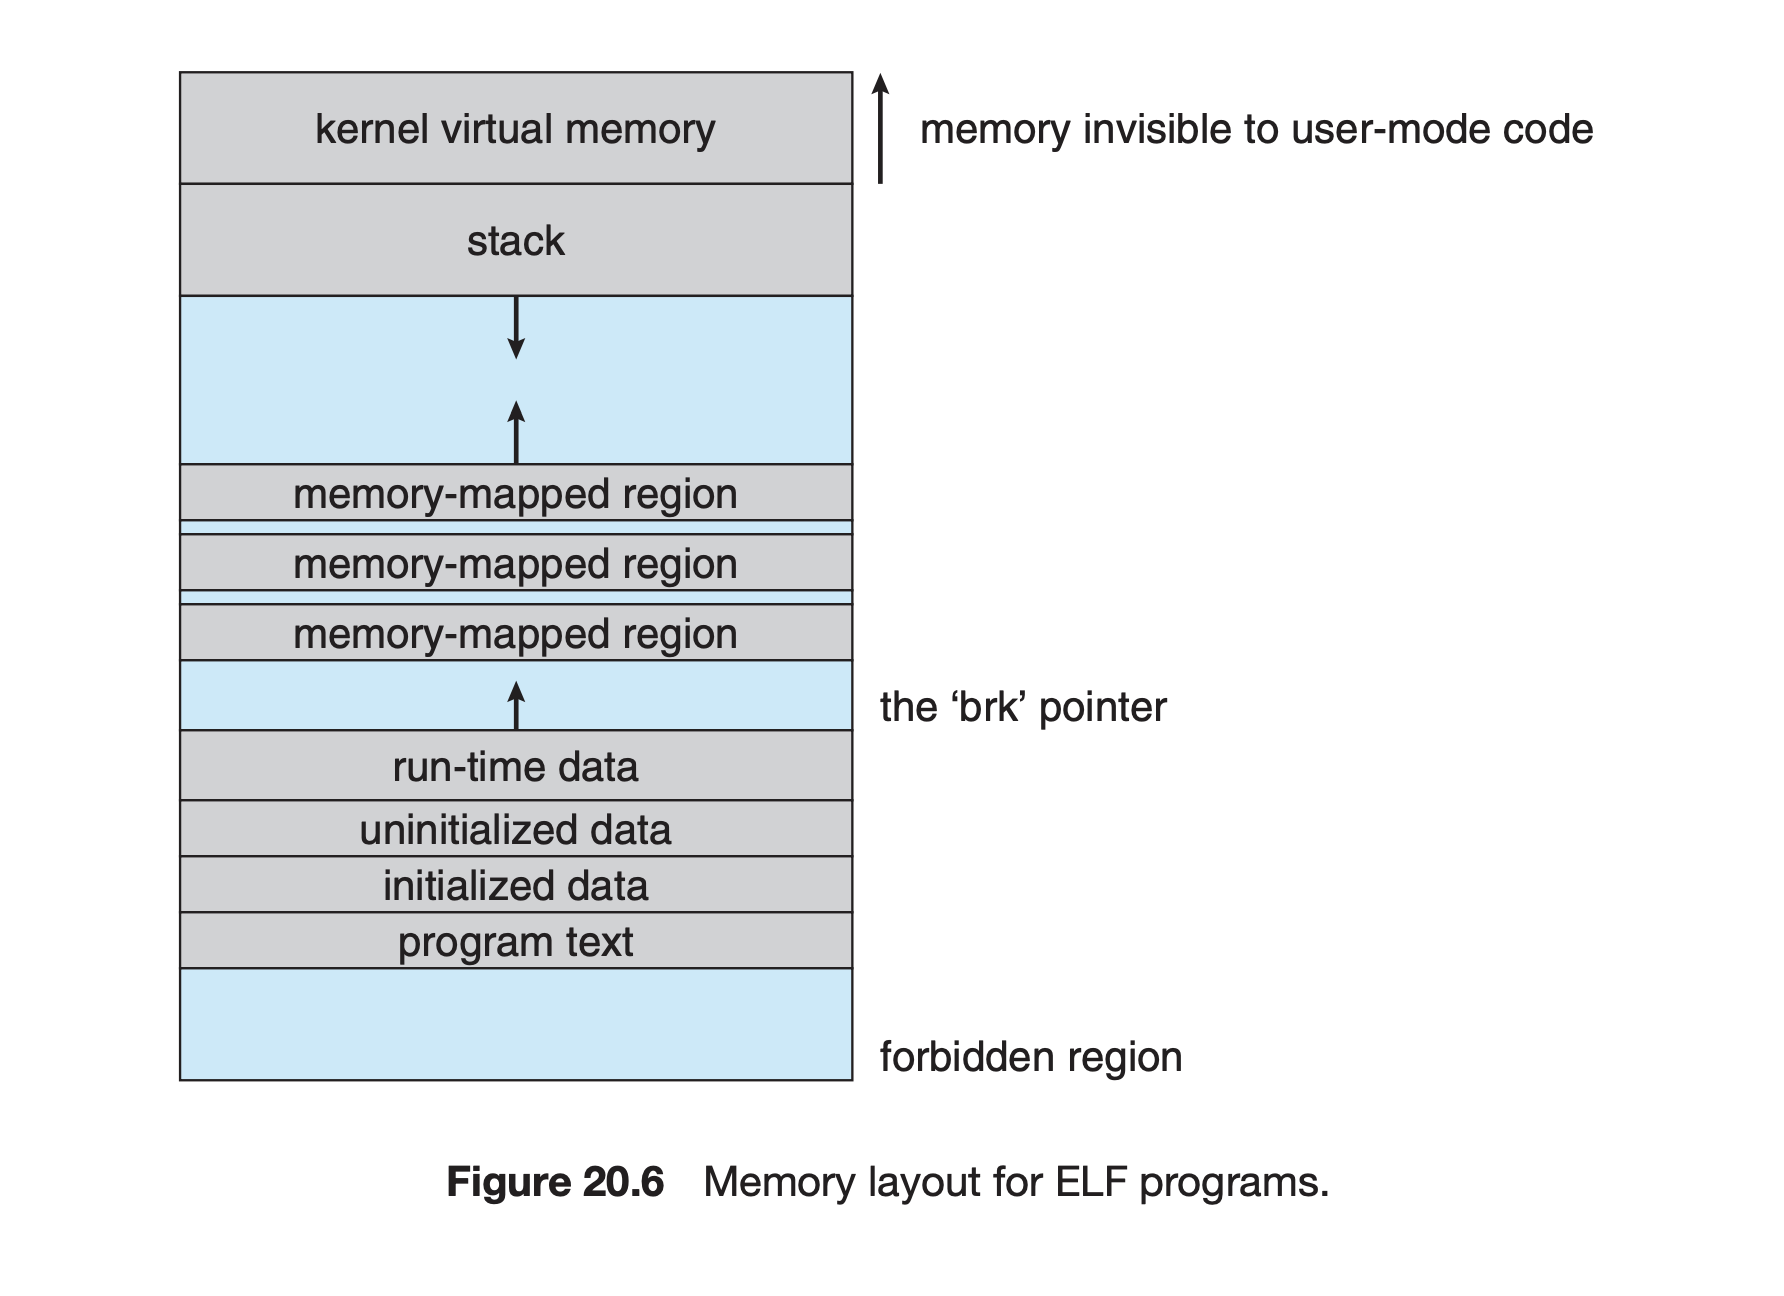 kernel virtual memory
memory invisible to user-mode code
stack
memory-mapped region
memory-mapped region
memory-mapped region
the ‘brk’ pointer
run-time data
uninitialized data
initialized data
program text
forbidden region
Figure 20.6 Memory layout for ELF programs.